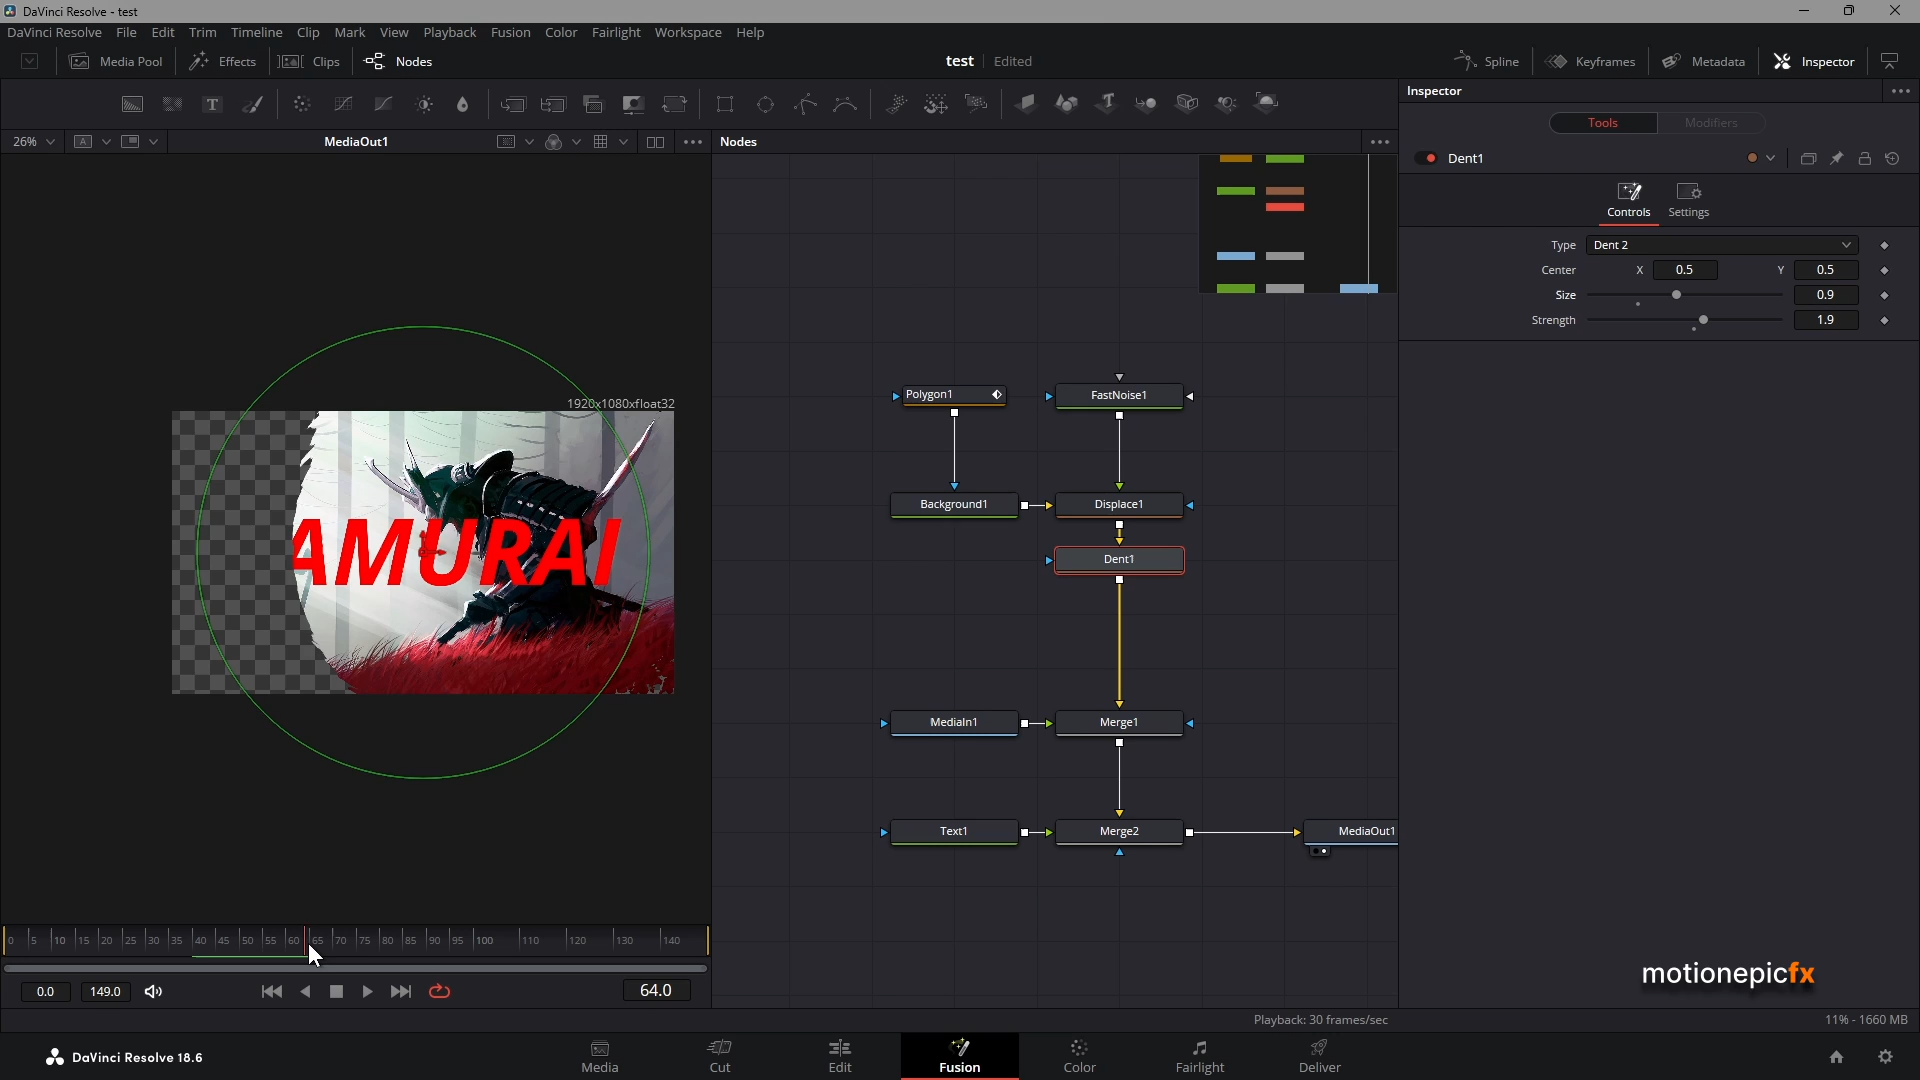 DaVinci Resolve - test
DaVinci Resolve File Edit Trim Timeline Clip Mark View Playback Fusion Color Fairlight Workspace Help
Media Pool Effects Clips Nodes test Edited Spline Keyframes Metadata Inspector
T T
Inspector
Tools Modifiers
26% A MediaOut1 Nodes
Dent1
Controls Settings
Type Dent 2
Center X 0.5 Y 0.5
Size 0.9
Strength 1.9
1920x1080xfloat32
AMURAI
Polygon1 FastNoise1
Background1 Displace1
Dent1
MediaIn1 Merge1
Text1 Merge2 MediaOut1
0 5 10 15 20 25 30 35 40 45 50 55 60 65 70 75 80 85 90 95 100 110 120 130 140
0.0 149.0 64.0
motionepicfx
Playback: 30 frames/sec 11% - 1660 MB
DaVinci Resolve 18.6 Media Cut Edit Fusion Color Fairlight Deliver